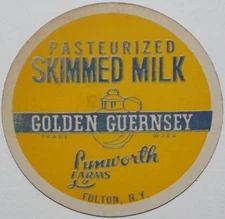 PASTEURIZED
SKIMMED MILK
GOLDEN GUERNSEY
TRADE MARK
Lunworth
FARMS
FULTON, N.Y.